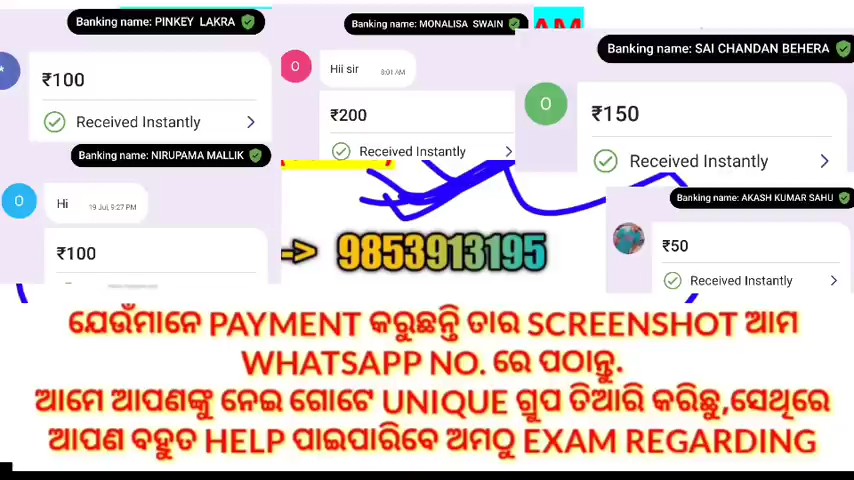 Banking name: PINKEY LAKRA
₹100
Received Instantly
Banking name: MONALISA SWAIN
O
Hii sir
8:01 AM
₹200
Received Instantly
Banking name: SAI CHANDAN BEHERA
O
₹150
Received Instantly
Banking name: NIRUPAMA MALLIK
O
Hi
19 Jul, 9:27 PM
₹100
Banking name: AKASH KUMAR SAHU
₹50
Received Instantly
-> 9853913195
ଯେଉଁମାନେ PAYMENT କରୁଛନ୍ତି ତାର SCREENSHOT ଆମ
WHATSAPP NO. ରେ ପଠାନ୍ତୁ.
ଆମେ ଆପଣଙ୍କୁ ନେଇ ଗୋଟେ UNIQUE ଗ୍ରୁପ ତିଆରି କରିଛୁ,ସେଥିରେ
ଆପଣ ବହୁତ HELP ପାଇପାରିବେ ଅମଠୁ EXAM REGARDING